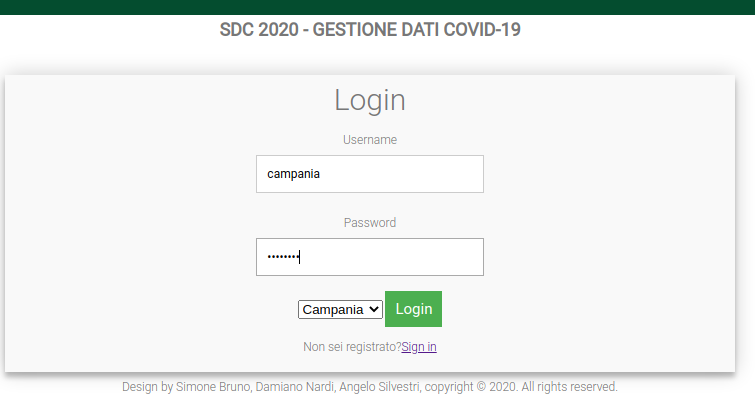 SDC 2020 - GESTIONE DATI COVID-19
Login
Username
campania
Password
••••••••
Campania Login
Non sei registrato?Sign in
Design by Simone Bruno, Damiano Nardi, Angelo Silvestri, copyright © 2020. All rights reserved.